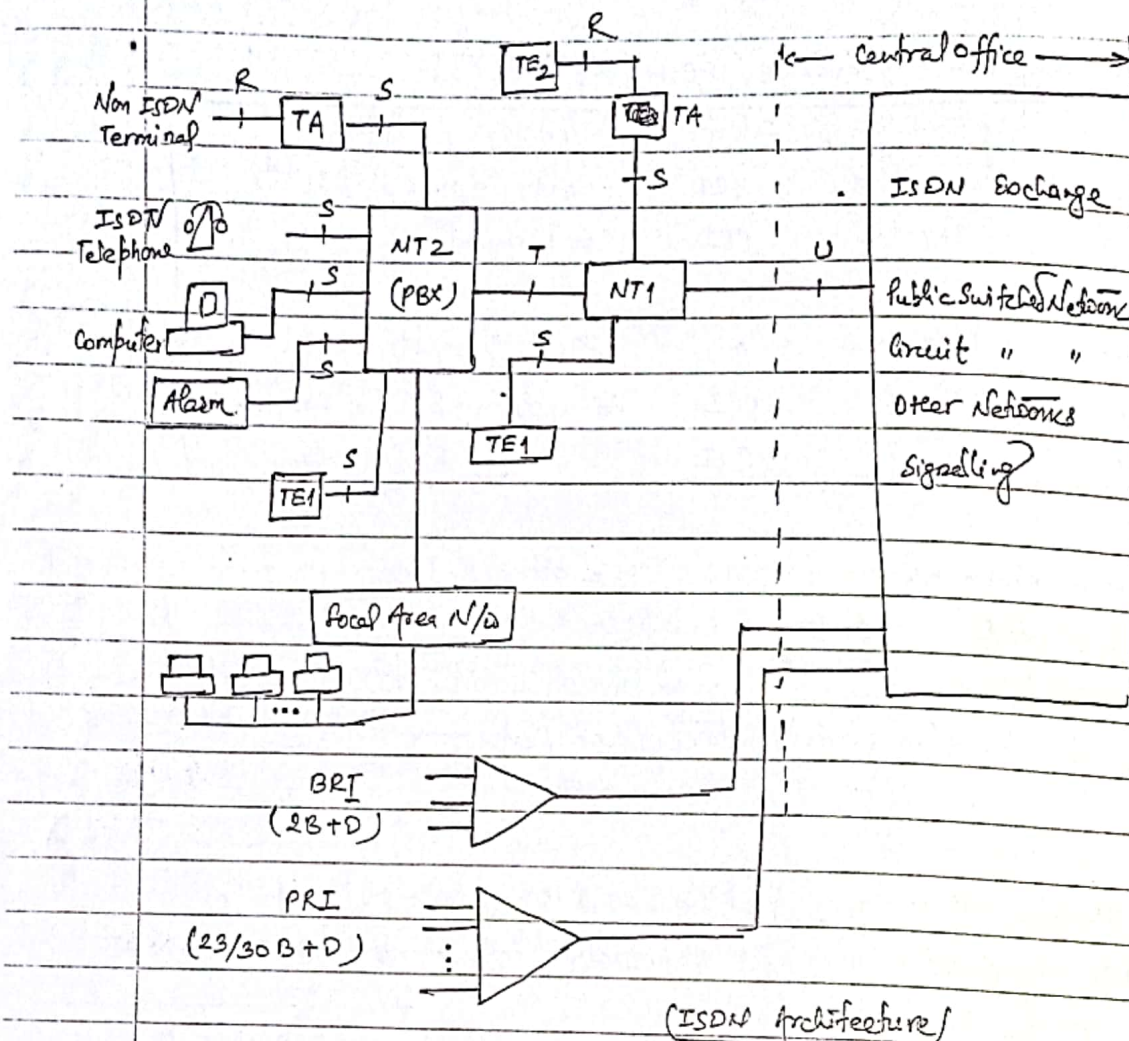 R
TE2
<— Central Office —>
Non ISDN
Terminal
R
TA
S
TA
S
ISDN Exchange
ISDN
Telephone
S
NT2
(PBX)
T
NT1
U
Public Switched Network
Computer
S
Circuit " "
Alarm
S
S
Other Networks
TE1
Signalling
S
TE1
Local Area N/w
...
BRI
(2B+D)
PRI
(23/30 B+D)
(ISDN Architecture)